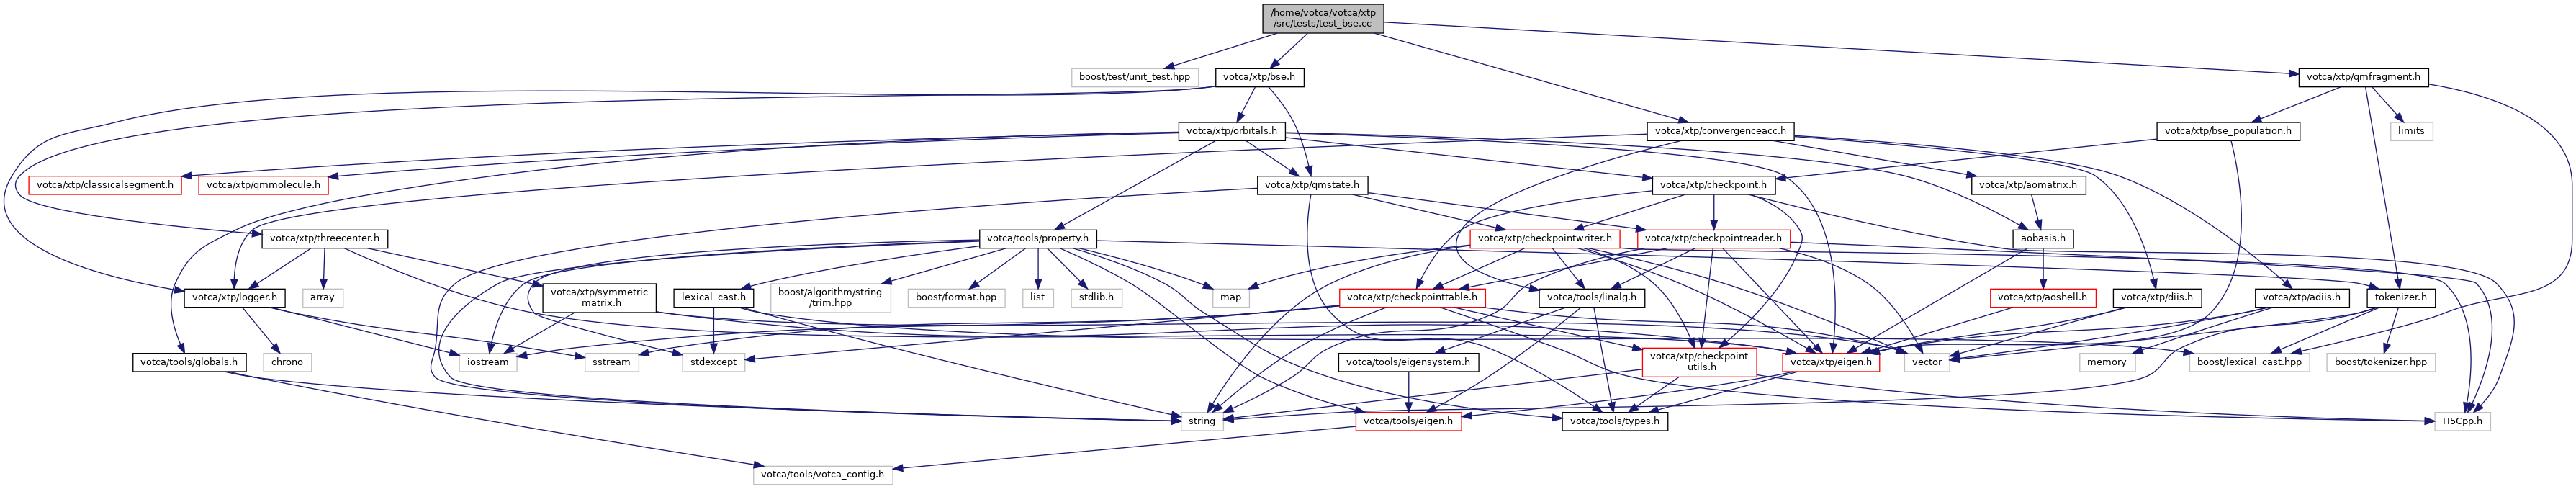 /home/votca/votca/xtp
/src/tests/test_bse.cc
boost/test/unit_test.hpp
votca/xtp/bse.h
votca/xtp/qmfragment.h
votca/xtp/orbitals.h
votca/xtp/convergenceacc.h
votca/xtp/bse_population.h
limits
votca/xtp/classicalsegment.h
votca/xtp/qmmolecule.h
votca/xtp/qmstate.h
votca/xtp/checkpoint.h
votca/xtp/aomatrix.h
votca/xtp/threecenter.h
votca/tools/property.h
votca/xtp/checkpointwriter.h
votca/xtp/checkpointreader.h
aobasis.h
votca/xtp/logger.h
array
votca/xtp/symmetric
_matrix.h
lexical_cast.h
boost/algorithm/string
/trim.hpp
boost/format.hpp
list
stdlib.h
map
votca/xtp/checkpointtable.h
votca/tools/linalg.h
votca/xtp/aoshell.h
votca/xtp/diis.h
votca/xtp/adiis.h
tokenizer.h
votca/tools/globals.h
chrono
iostream
sstream
stdexcept
votca/tools/eigensystem.h
votca/xtp/checkpoint
_utils.h
votca/xtp/eigen.h
vector
memory
boost/lexical_cast.hpp
boost/tokenizer.hpp
string
votca/tools/eigen.h
votca/tools/types.h
H5Cpp.h
votca/tools/votca_config.h